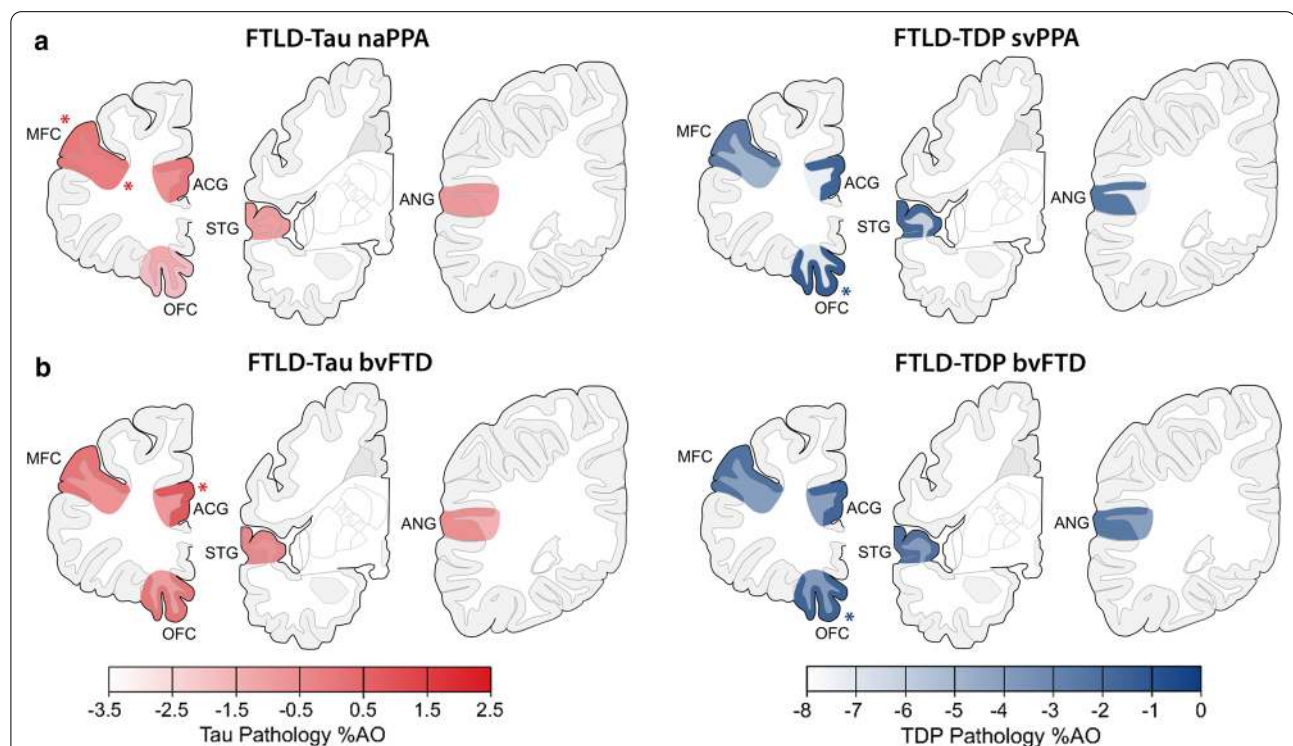 a
FTLD-Tau naPPA
FTLD-TDP svPPA
*
MFC
*
ACG
STG
OFC
ANG
MFC
ACG
STG
OFC
*
ANG
b
FTLD-Tau bvFTD
FTLD-TDP bvFTD
MFC
*
ACG
STG
OFC
ANG
MFC
ACG
STG
OFC
*
ANG
-3.5 -2.5 -1.5 -0.5 0.5 1.5 2.5
Tau Pathology %AO
-8 -7 -6 -5 -4 -3 -2 -1 0
TDP Pathology %AO